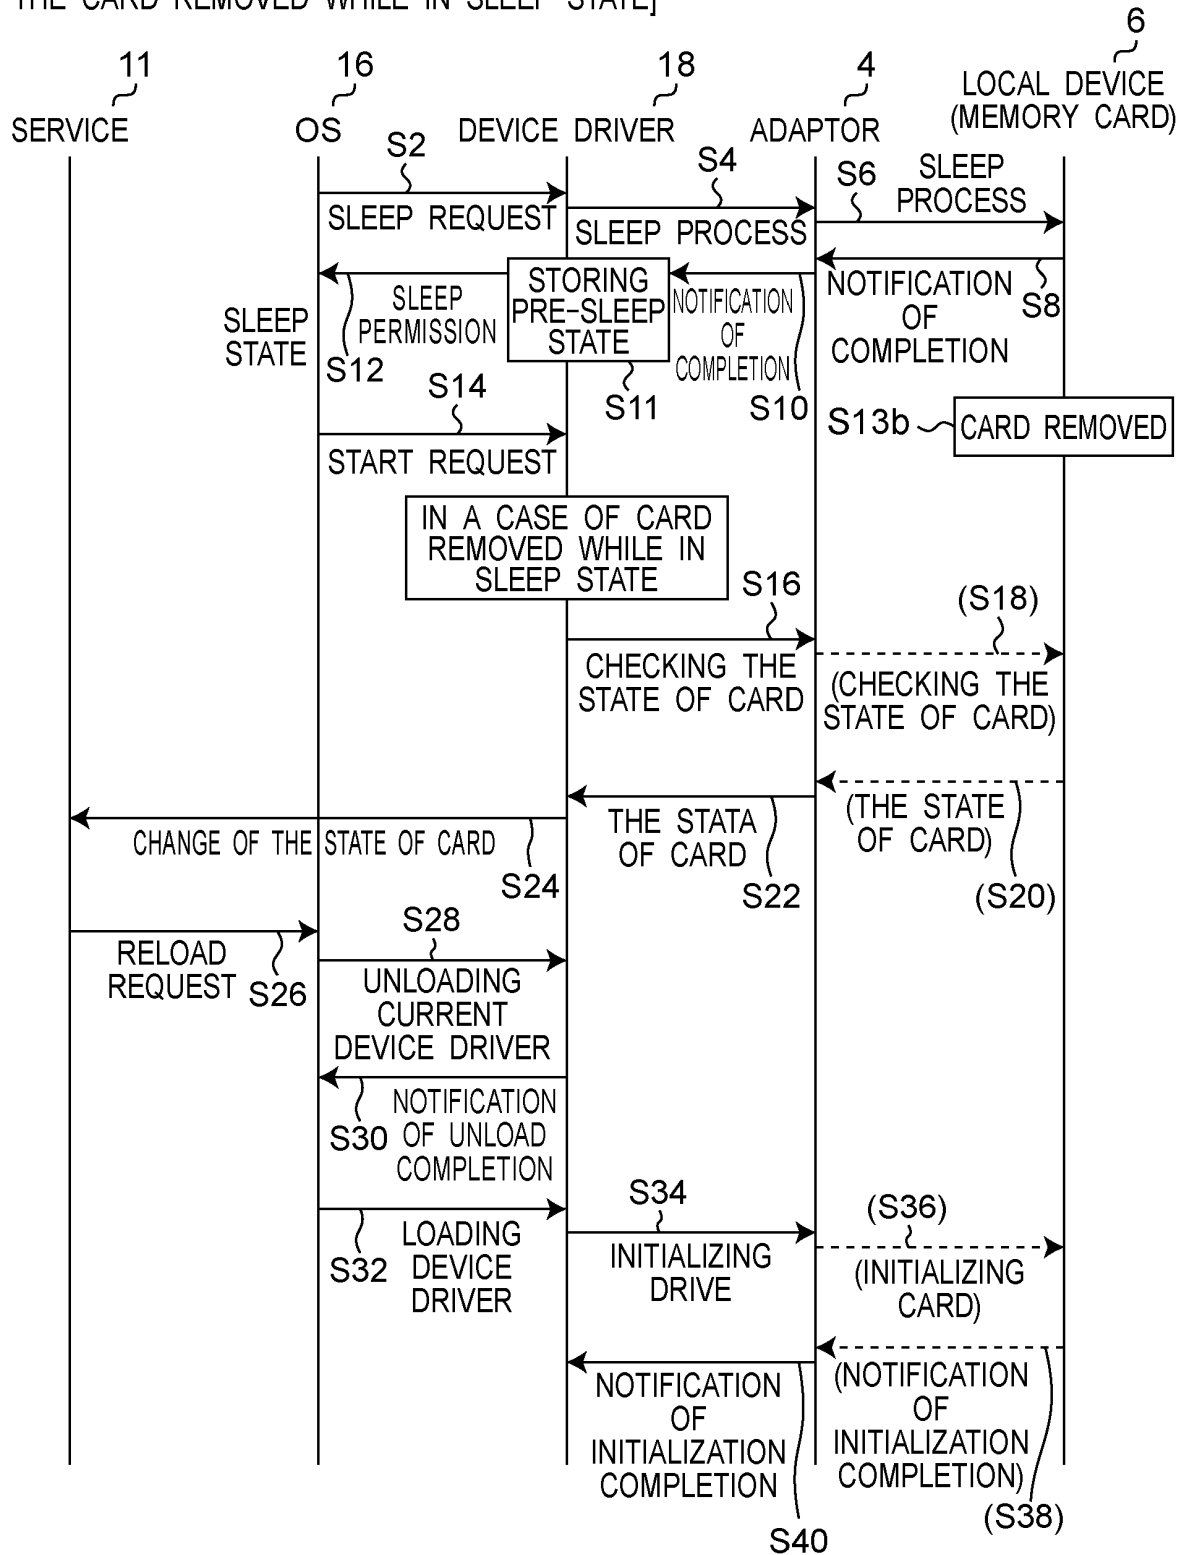 THE CARD REMOVED WHILE IN SLEEP STATE]
11
16
18
4
6
SERVICE
OS
DEVICE DRIVER
ADAPTOR
LOCAL DEVICE
(MEMORY CARD)
S2
SLEEP REQUEST
S4
SLEEP PROCESS
S6
SLEEP
PROCESS
S8
NOTIFICATION
OF
COMPLETION
S10
NOTIFICATION
OF
COMPLETION
STORING
PRE-SLEEP
STATE
S11
SLEEP
PERMISSION
S12
SLEEP
STATE
S13b
CARD REMOVED
S14
START REQUEST
IN A CASE OF CARD
REMOVED WHILE IN
SLEEP STATE
S16
CHECKING THE
STATE OF CARD
(S18)
(CHECKING THE
STATE OF CARD)
(THE STATE
OF CARD)
(S20)
THE STATA
OF CARD
S22
CHANGE OF THE STATE OF CARD
S24
RELOAD
REQUEST
S26
S28
UNLOADING
CURRENT
DEVICE DRIVER
S30
NOTIFICATION
OF UNLOAD
COMPLETION
S32
LOADING
DEVICE
DRIVER
S34
INITIALIZING
DRIVE
(S36)
(INITIALIZING
CARD)
(NOTIFICATION
OF
INITIALIZATION
COMPLETION)
(S38)
NOTIFICATION
OF
INITIALIZATION
COMPLETION
S40